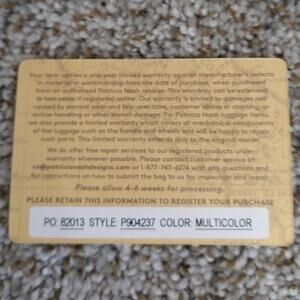 Your item carries a one-year limited warranty against manufacturer's defects
in material or workmanship from the date of purchase, when purchased
from an authorized Patricia Nash retailer. This warranty can be extended
to two years if registered online. Our warranty is limited to damages not
caused by normal wear and tear over time, customer abuse or staining, or
online handling or other transit damage. For Patricia Nash luggage items,
we also provide a limited warranty which covers all mechanical components
of the luggage such as the handle and wheels and will be happy to repair
such parts. This limited warranty extends only to the original owner.
We do offer free repair services to our registered products under
warranty whenever possible. Please contact customer service at
cs@patricianashdesigns.com or 1-877-743-6274 with any questions and
for instructions on how to submit the bag to us for inspection and repair.
Please allow 4-6 weeks for processing.
PLEASE RETAIN THIS INFORMATION TO REGISTER YOUR PURCHASE
PO: 82013 STYLE: P904237 COLOR: MULTICOLOR